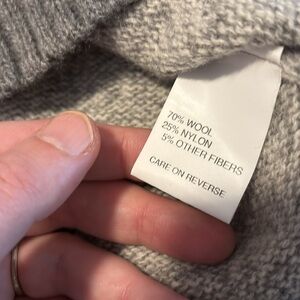 70% WOOL
25% NYLON
5% OTHER FIBERS
CARE ON REVERSE